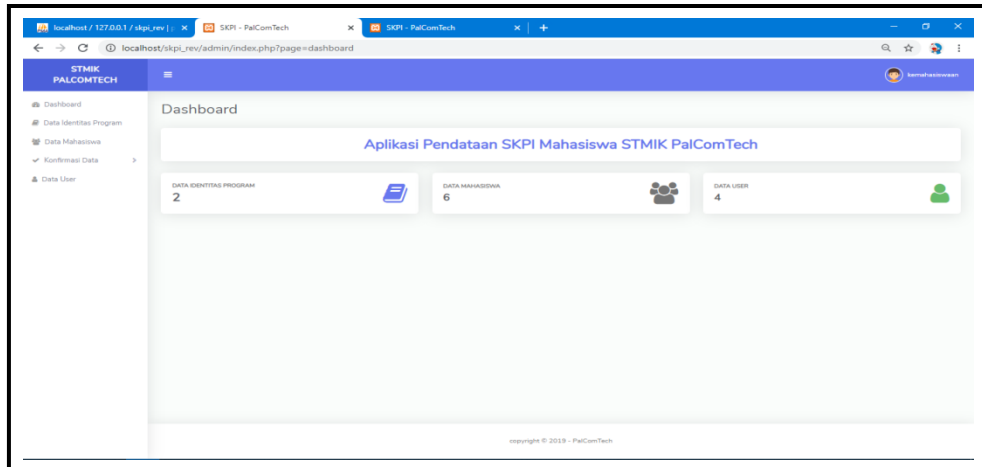 localhost / 127.0.0.1 / skpi_rev |
SKPI - PalComTech
SKPI - PalComTech
localhost/skpi_rev/admin/index.php?page=dashboard
STMIK
PALCOMTECH
kemahasiswaan
Dashboard
Data Identitas Program
Data Mahasiswa
Konfirmasi Data
Data User
Dashboard
Aplikasi Pendataan SKPI Mahasiswa STMIK PalComTech
DATA IDENTITAS PROGRAM
2
DATA MAHASISWA
6
DATA USER
4
copyright © 2019 - PalComTech